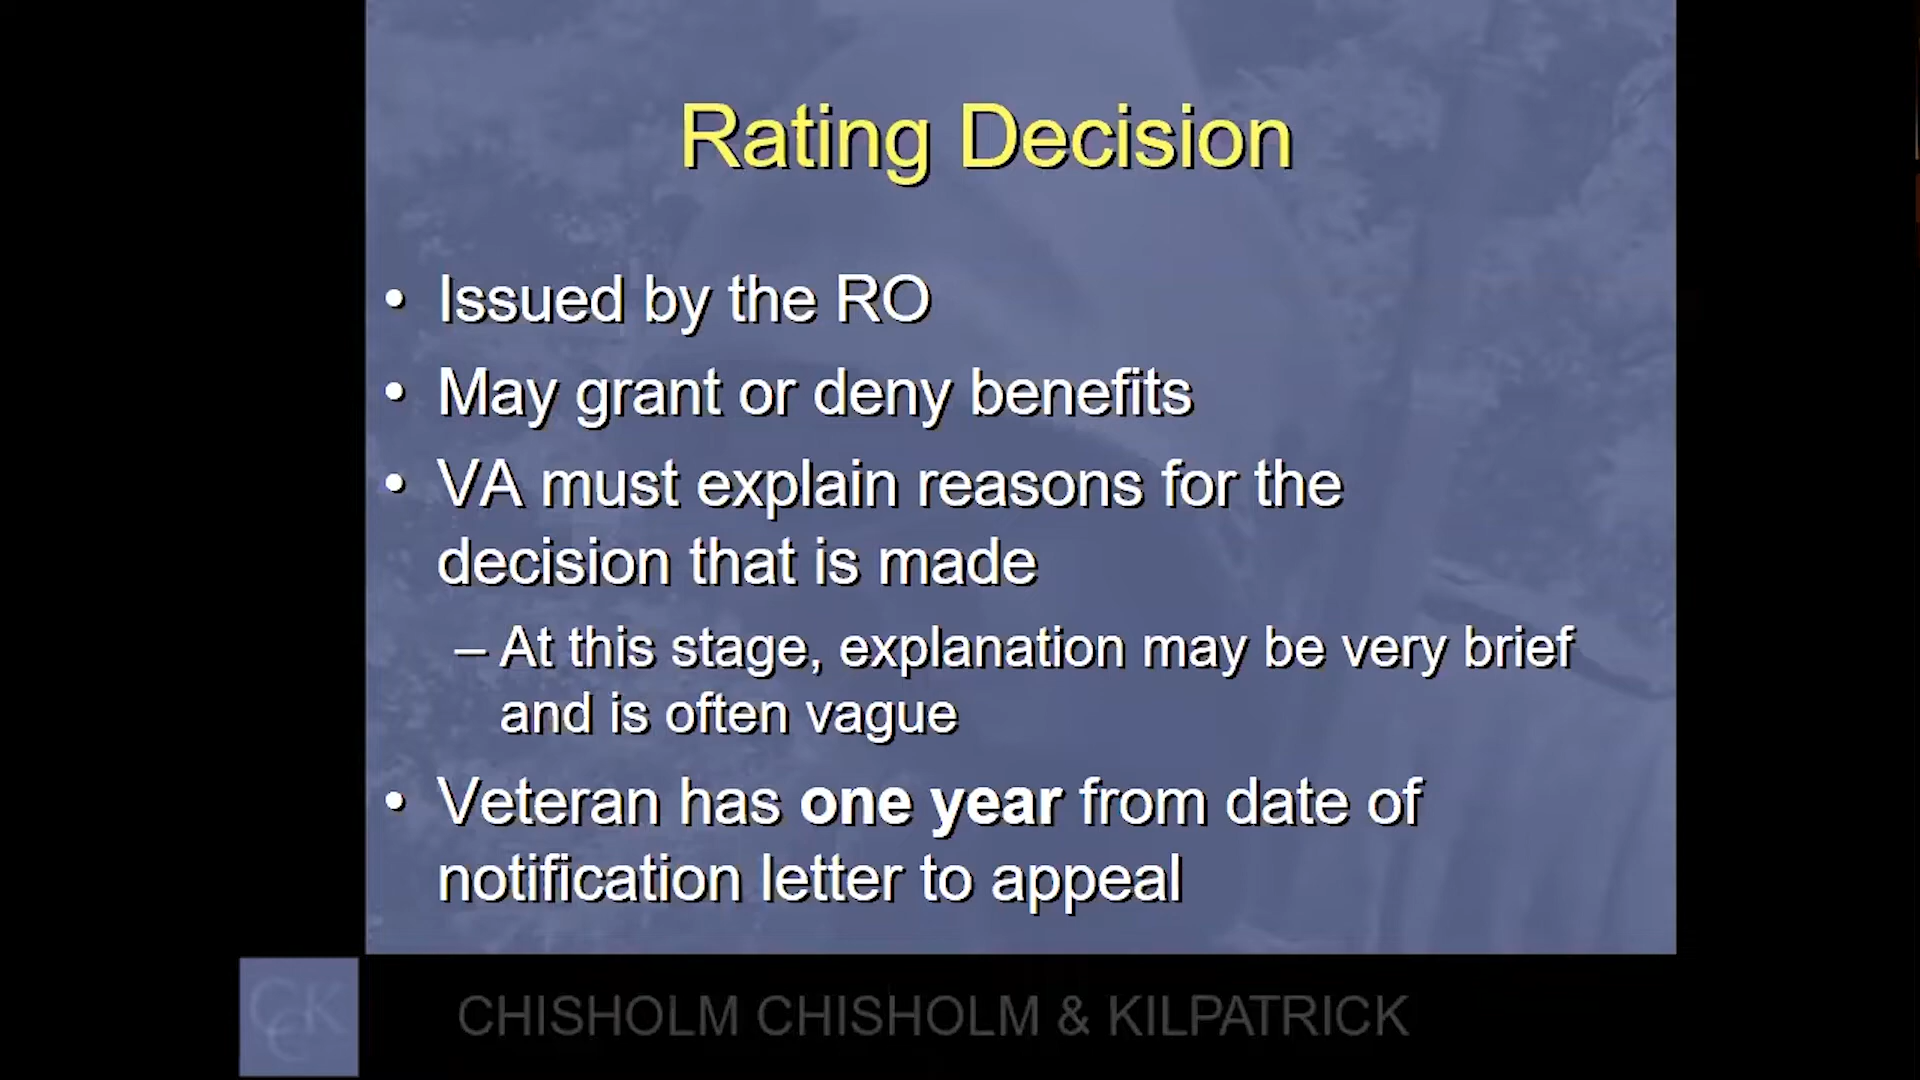 Rating Decision
• Issued by the RO
• May grant or deny benefits
• VA must explain reasons for the
decision that is made
– At this stage, explanation may be very brief
and is often vague
• Veteran has one year from date of
notification letter to appeal
CCK
CHISHOLM CHISHOLM & KILPATRICK